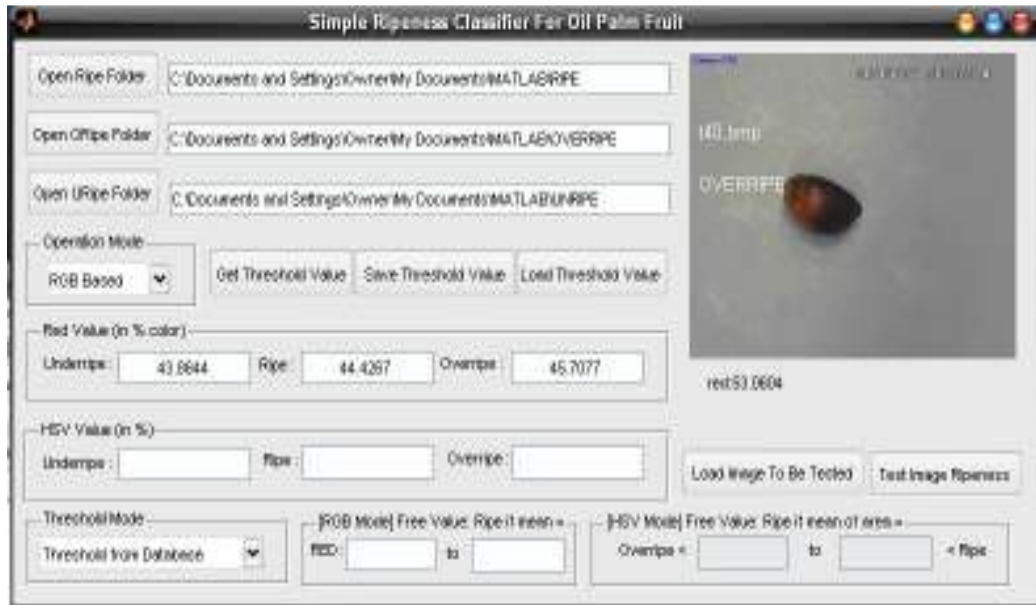 Simple Ripeness Classifier For Oil Palm Fruit
Open Ripe Folder
C:\Documents and Settings\Owner\My Documents\MATLAB\RIPE
Open ORipe Folder
C:\Documents and Settings\Owner\My Documents\MATLAB\OVERRIPE
Open URipe Folder
C:\Documents and Settings\Owner\My Documents\MATLAB\UNRIPE
t40.bmp
OVERRIPE
Operation Mode
RGB Based
Get Threshold Value
Save Threshold Value
Load Threshold Value
Red Value (in % color)
Underripe :
Ripe :
44.4267
Overripe :
45.7077
HSV Value (in %)
Underripe :
Ripe :
Overripe :
Load Image To Be Tested
Test Image Ripeness
Threshold Mode
Threshold from Database
[RGB Mode] Free Value: Ripe if mean =
RED:
to
[HSV Mode] Free Value: Ripe if mean of area =
Overripe <
to
< Ripe